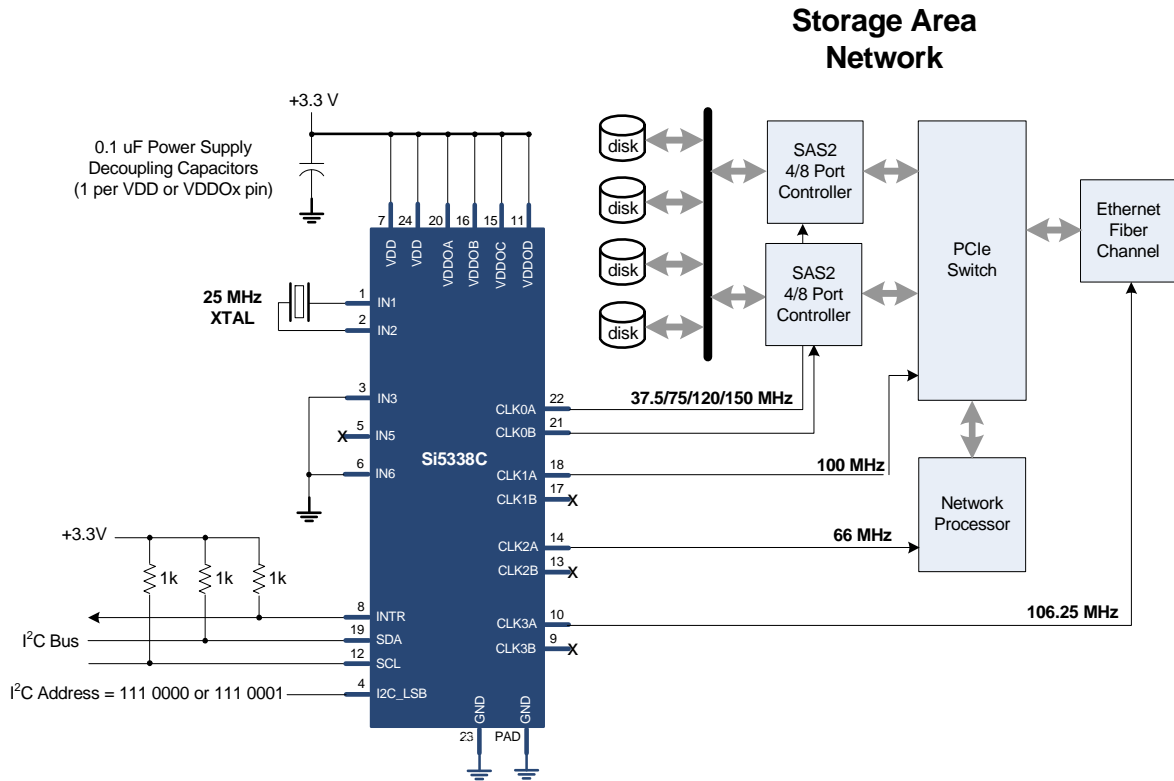 Storage Area
Network
+3.3 V
0.1 uF Power Supply
Decoupling Capacitors
(1 per VDD or VDDOx pin)
7
24
20
16
15
11
VDD
VDD
VDDOA
VDDOB
VDDOC
VDDOD
25 MHz
XTAL
1
IN1
2
IN2
3
IN3
5
X
IN5
6
IN6
Si5338C
CLK0A
22
CLK0B
21
CLK1A
18
CLK1B
17
X
CLK2A
14
CLK2B
13
X
CLK3A
10
CLK3B
9
X
37.5/75/120/150 MHz
100 MHz
66 MHz
106.25 MHz
disk
disk
disk
disk
SAS2
4/8 Port
Controller
SAS2
4/8 Port
Controller
PCIe
Switch
Ethernet
Fiber
Channel
Network
Processor
+3.3V
1k
1k
1k
8
INTR
I²C Bus
19
SDA
12
SCL
I²C Address = 111 0000 or 111 0001
4
I2C_LSB
GND
GND
23
PAD